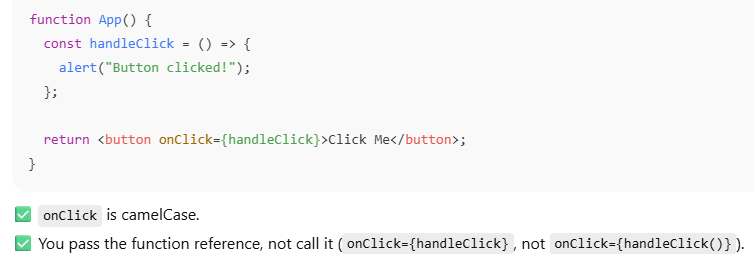 function App() {
  const handleClick = () => {
    alert("Button clicked!");
  };
  return <button onClick={handleClick}>Click Me</button>;
}
✅ onClick is camelCase.
✅ You pass the function reference, not call it (onClick={handleClick}, not onClick={handleClick()}).